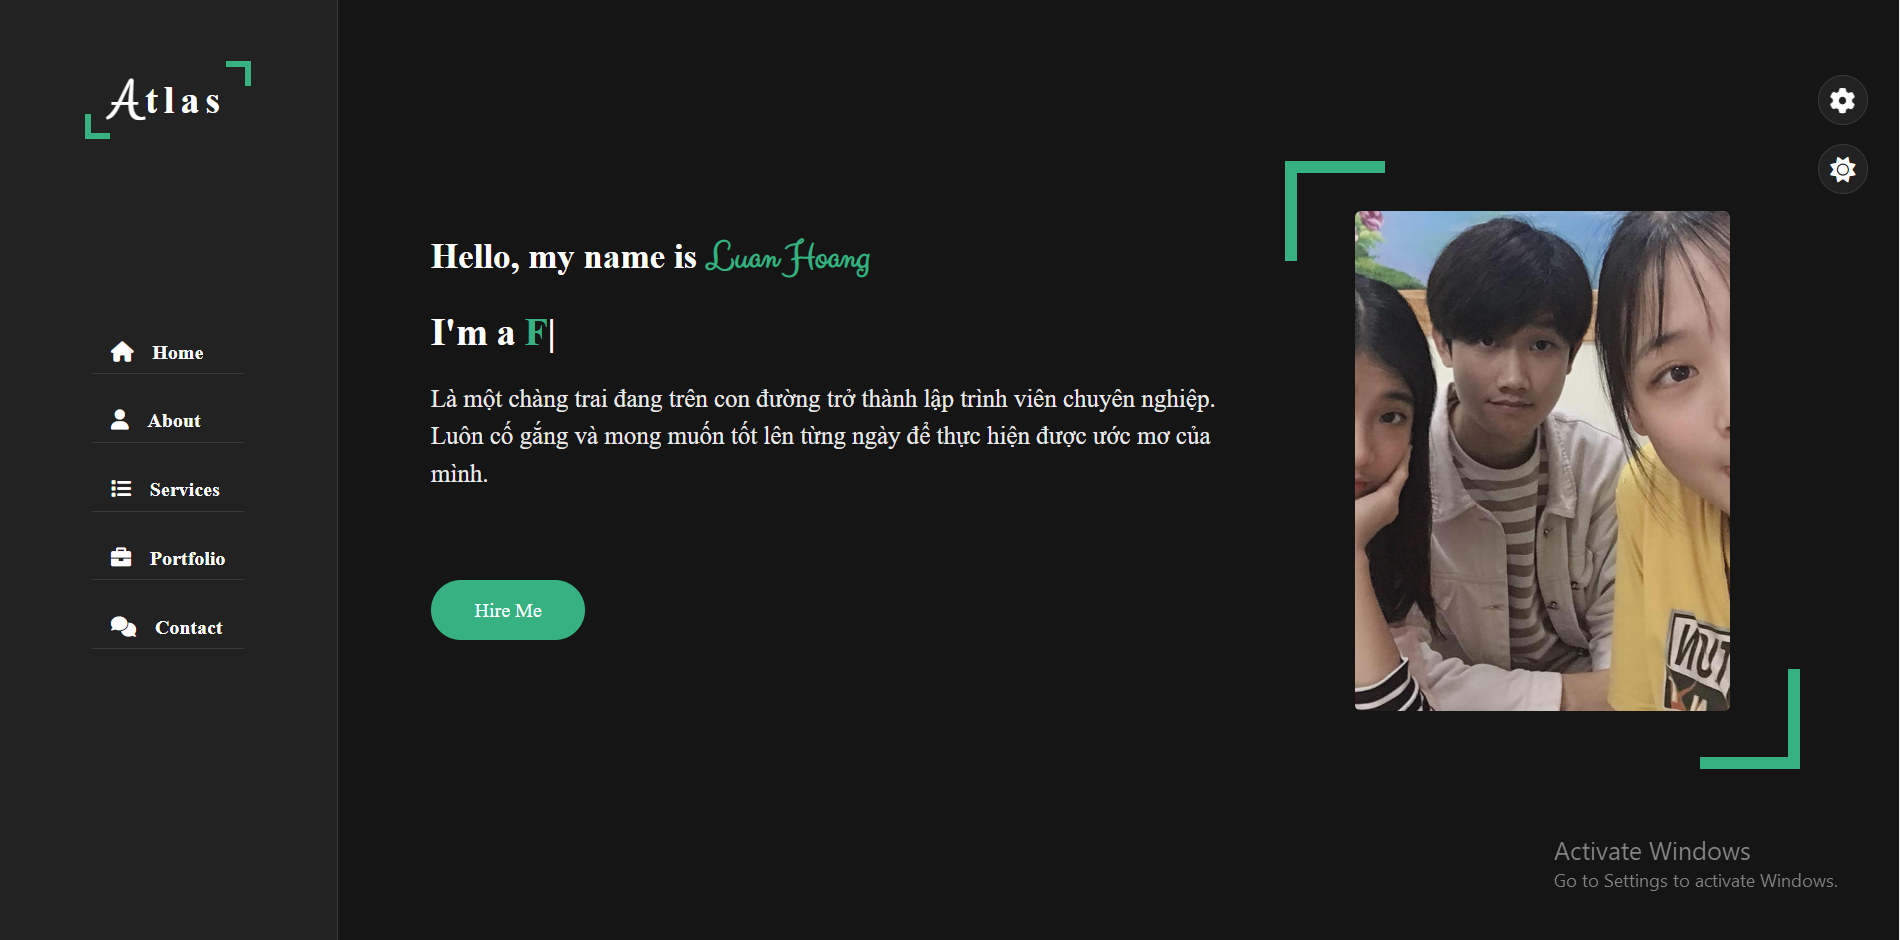 Atlas
Home
About
Services
Portfolio
Contact
Hello, my name is Luan Hoang
I'm a F|
Là một chàng trai đang trên con đường trở thành lập trình viên chuyên nghiệp.
Luôn cố gắng và mong muốn tốt lên từng ngày để thực hiện được ước mơ của
mình.
Hire Me
Activate Windows
Go to Settings to activate Windows.